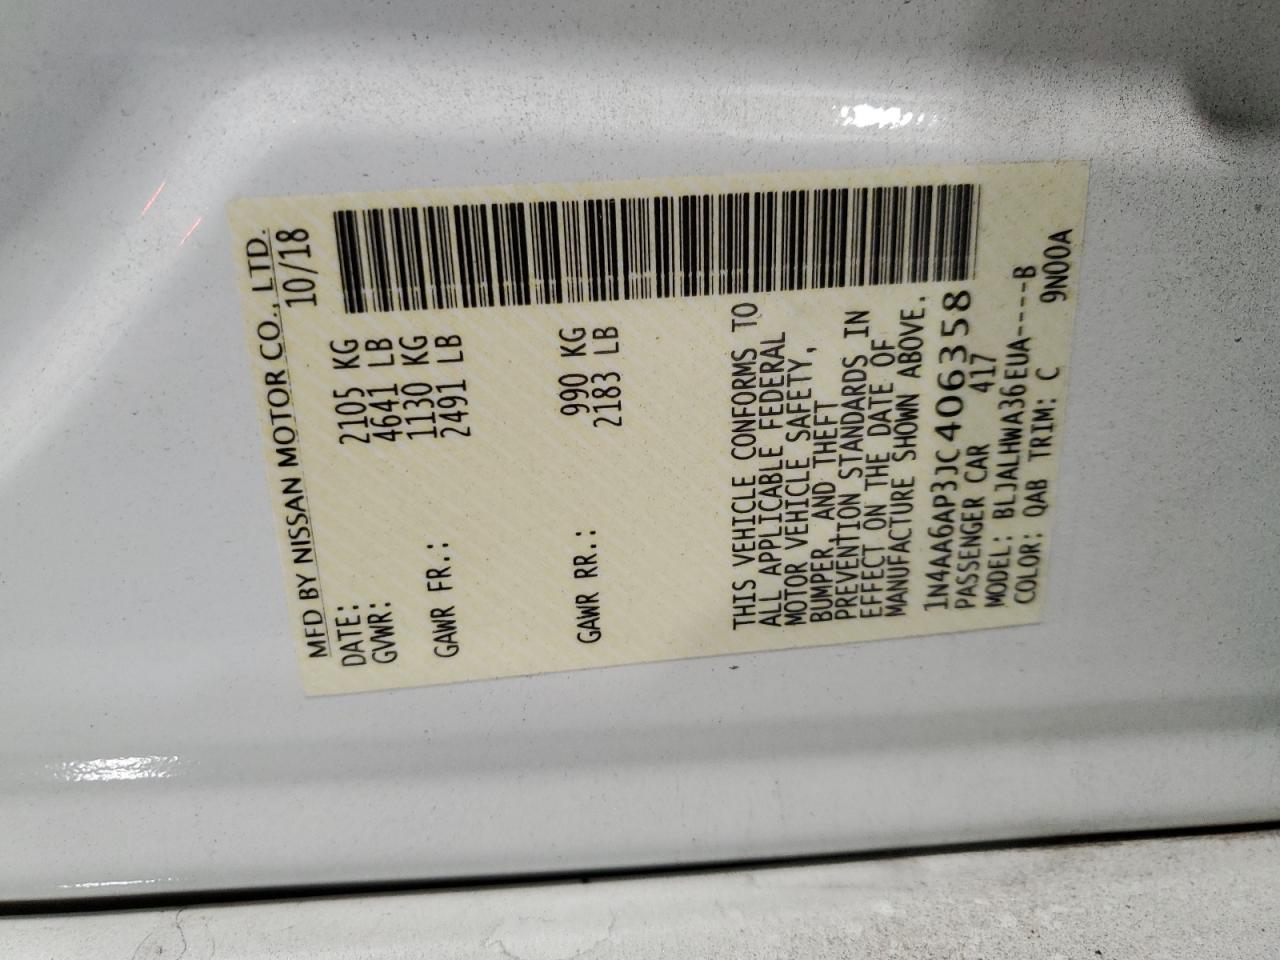 MFD BY NISSAN MOTOR CO., LTD.
DATE: 10/18
GVWR: 2105 KG
4641 LB
GAWR FR.: 1130 KG
2491 LB
GAWR RR.: 990 KG
2183 LB
THIS VEHICLE CONFORMS TO
ALL APPLICABLE FEDERAL
MOTOR VEHICLE SAFETY,
BUMPER, AND THEFT
PREVENTION STANDARDS IN
EFFECT ON THE DATE OF
MANUFACTURE SHOWN ABOVE.
1N4AA6AP3JC406358
PASSENGER CAR 417
MODEL: BLJALHWA36EUA----B
COLOR: QAB TRIM: C 9N00A